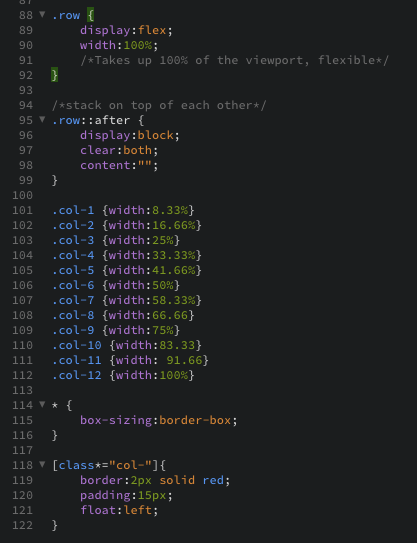 87
88 ▼ .row {
89 display:flex;
90 width:100%;
91 /*Takes up 100% of the viewport, flexible*/
92 }
93
94 /*stack on top of each other*/
95 ▼ .row::after {
96 display:block;
97 clear:both;
98 content:"";
99 }
100
101 .col-1 {width:8.33%}
102 .col-2 {width:16.66%}
103 .col-3 {width:25%}
104 .col-4 {width:33.33%}
105 .col-5 {width:41.66%}
106 .col-6 {width:50%}
107 .col-7 {width:58.33%}
108 .col-8 {width:66.66}
109 .col-9 {width:75%}
110 .col-10 {width:83.33}
111 .col-11 {width: 91.66}
112 .col-12 {width:100%}
113
114 ▼ * {
115 box-sizing:border-box;
116 }
117
118 ▼ [class*="col-"]{
119 border:2px solid red;
120 padding:15px;
121 float:left;
122 }